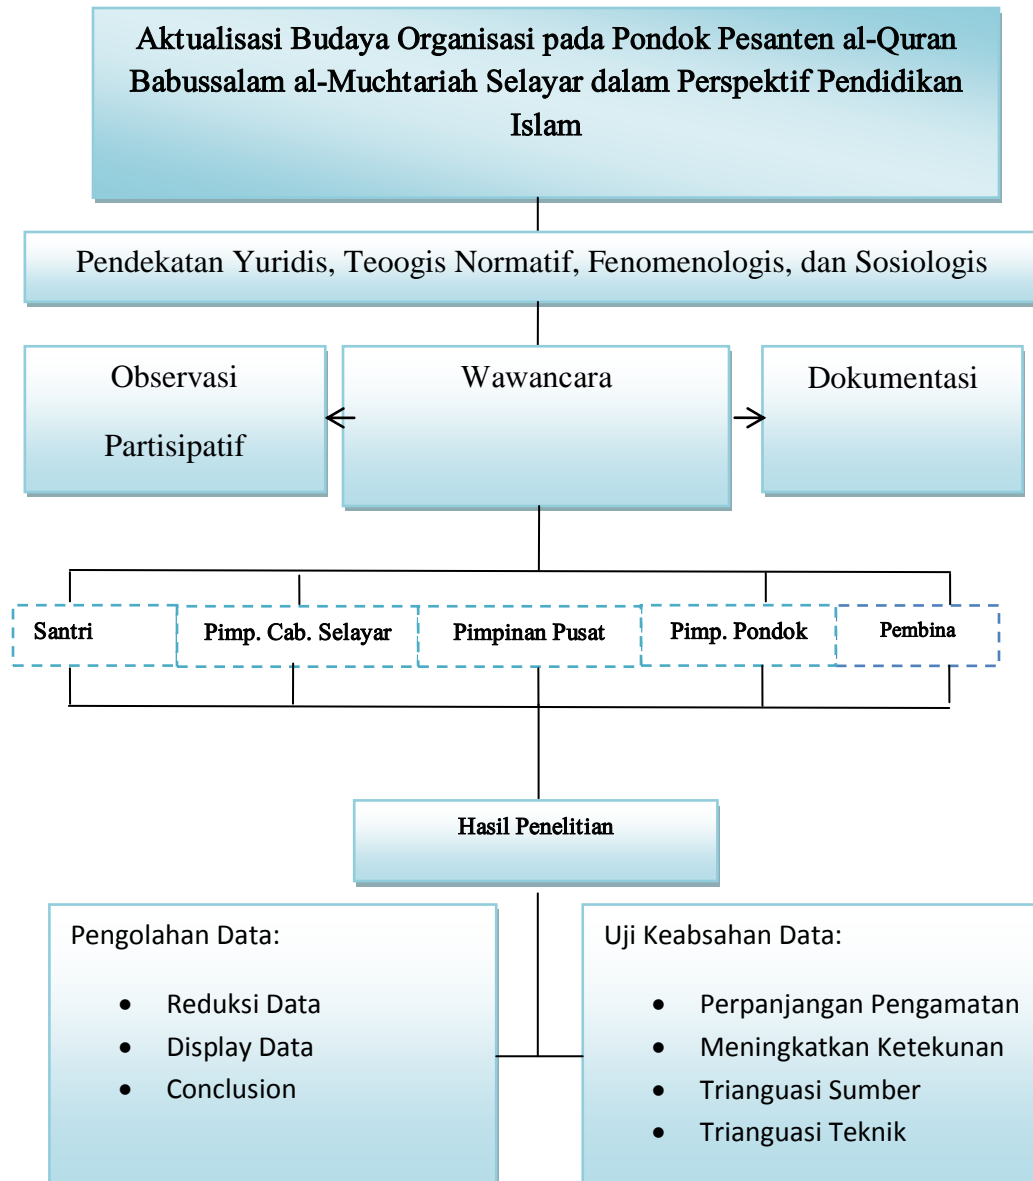 Aktualisasi Budaya Organisasi pada Pondok Pesanten al-Quran
Babussalam al-Muchtariah Selayar dalam Perspektif Pendidikan
Islam
Pendekatan Yuridis, Teoogis Normatif, Fenomenologis, dan Sosiologis
Observasi
Partisipatif
Wawancara
Dokumentasi
Santri
Pimp. Cab. Selayar
Pimpinan Pusat
Pimp. Pondok
Pembina
Hasil Penelitian
Pengolahan Data:
• Reduksi Data
• Display Data
• Conclusion
Uji Keabsahan Data:
• Perpanjangan Pengamatan
• Meningkatkan Ketekunan
• Trianguasi Sumber
• Trianguasi Teknik